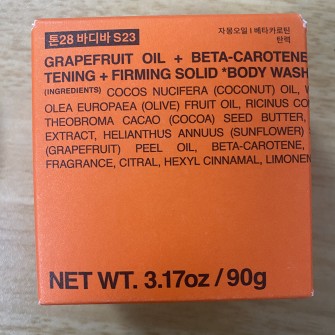 톤28 바디바 S23
자몽오일 | 베타카로틴
탄력
GRAPEFRUIT OIL + BETA-CAROTENE
TENING + FIRMING SOLID *BODY WASH
(INGREDIENTS) COCOS NUCIFERA (COCONUT) OIL,
OLEA EUROPAEA (OLIVE) FRUIT OIL, RICINUS CO
THEOBROMA CACAO (COCOA) SEED BUTTER,
EXTRACT, HELIANTHUS ANNUUS (SUNFLOWER)
(GRAPEFRUIT) PEEL OIL, BETA-CAROTENE,
FRAGRANCE, CITRAL, HEXYL CINNAMAL, LIMONEN
NET WT. 3.17oz / 90g